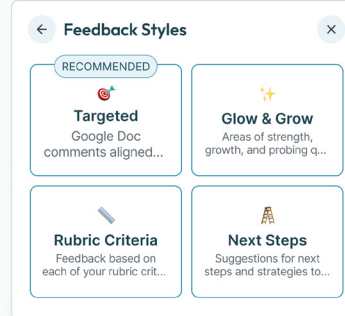 Feedback Styles
RECOMMENDED
Targeted
Google Doc
comments aligned...
Glow & Grow
Areas of strength,
growth, and probing q...
Rubric Criteria
Feedback based on
each of your rubric crit...
Next Steps
Suggestions for next
steps and strategies to...